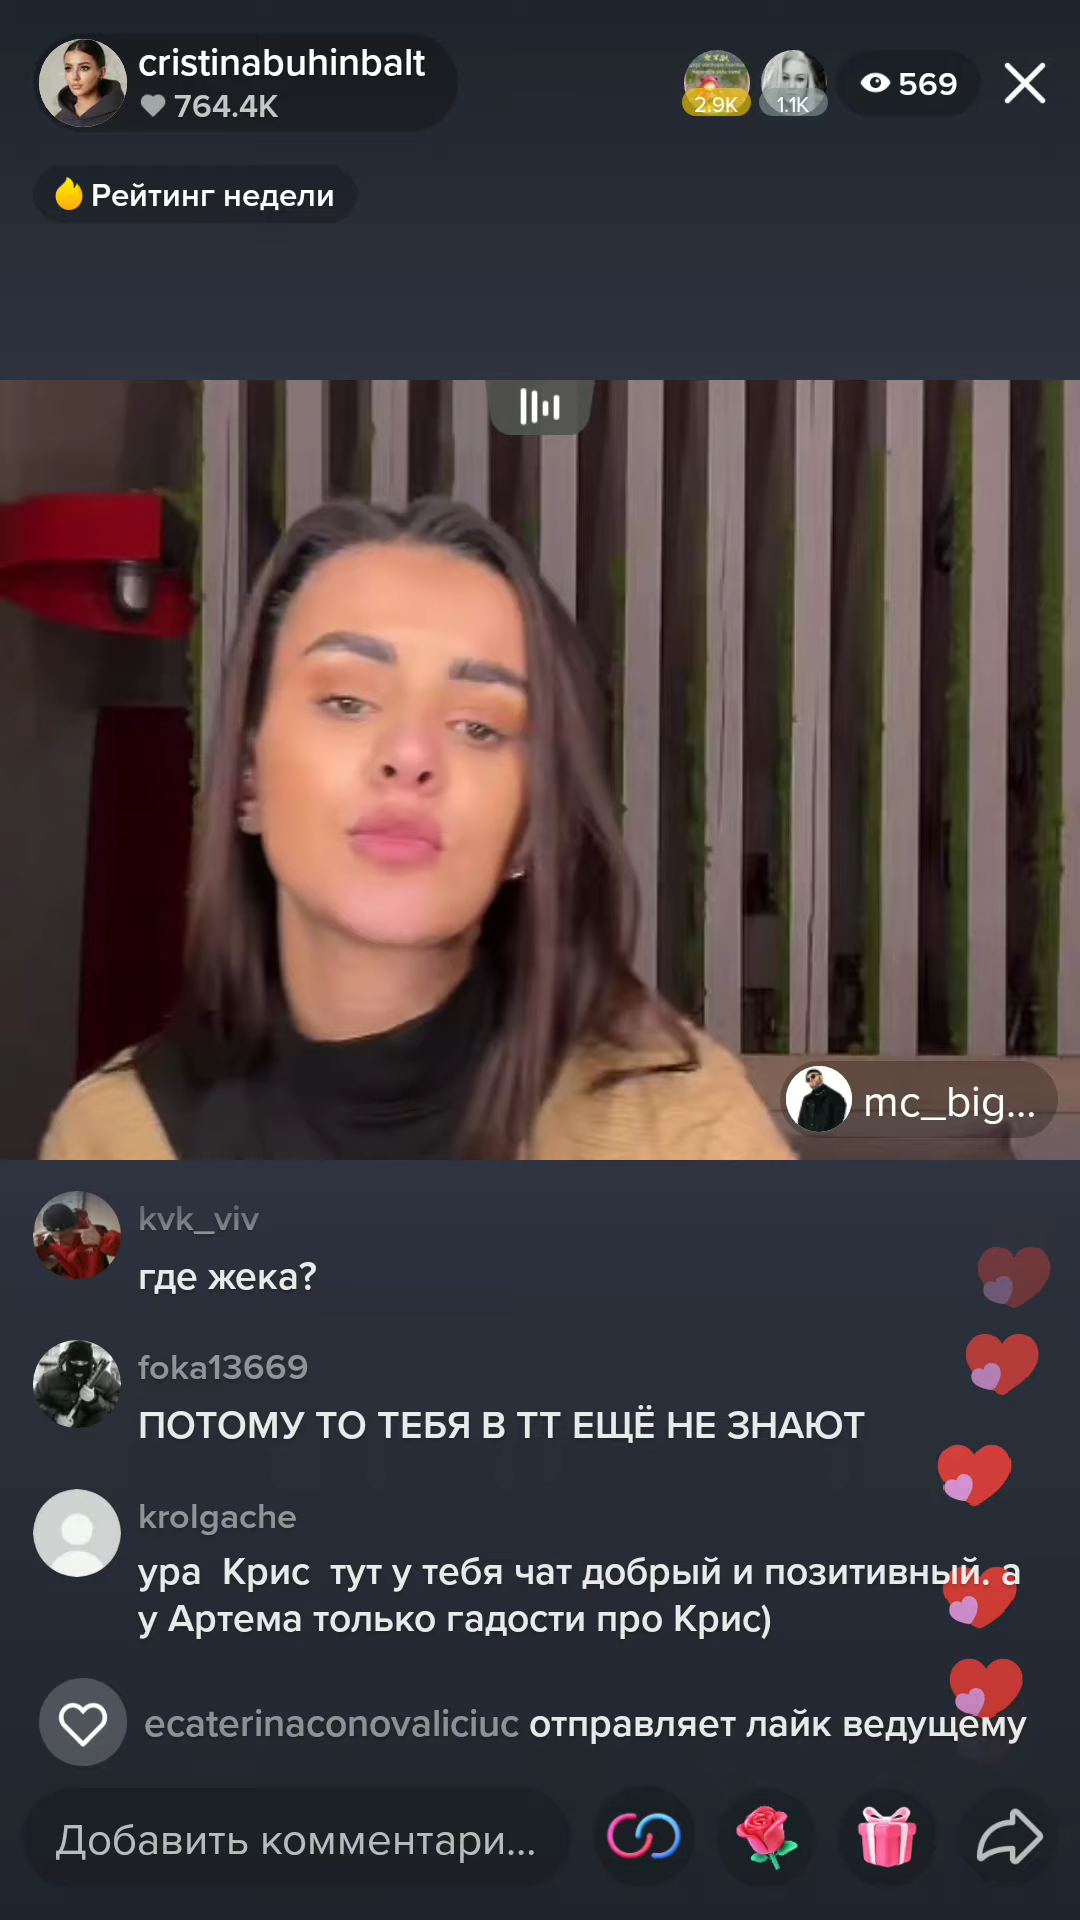 cristinabuhinbalt
764.4K
2.9K
1.1K
569
Рейтинг недели
mc_big...
kvk_viv
где жека?
foka13669
ПОТОМУ ТО ТЕБЯ В ТТ ЕЩЁ НЕ ЗНАЮТ
krolgache
ура  Крис  тут у тебя чат добрый и позитивный. а
у Артема только гадости про Крис)
ecaterinaconovaliciuc отправляет лайк ведущему
Добавить комментари...